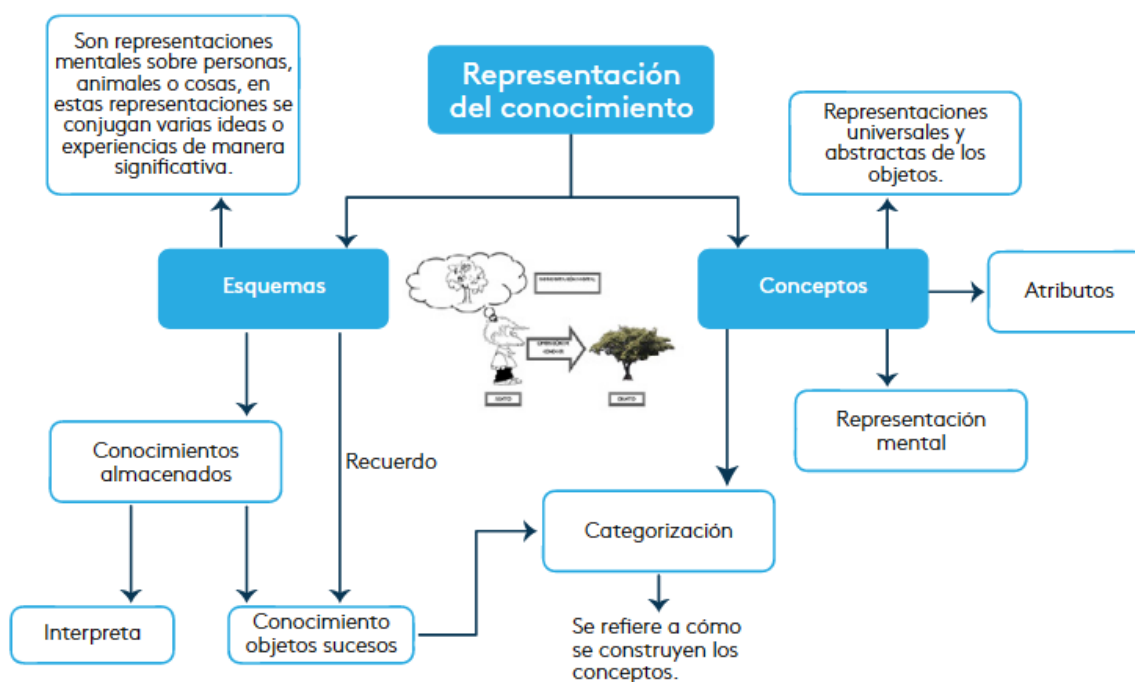 Son representaciones
mentales sobre personas,
animales o cosas, en
estas representaciones se
conjugan varias ideas o
experiencias de manera
significativa.
Representación
del conocimiento
Representaciones
universales y
abstractas de los
objetos.
Esquemas
Conceptos
Atributos
Representación
mental
Conocimientos
almacenados
Recuerdo
Categorización
Interpreta
Conocimiento
objetos sucesos
Se refiere a cómo
se construyen los
conceptos.